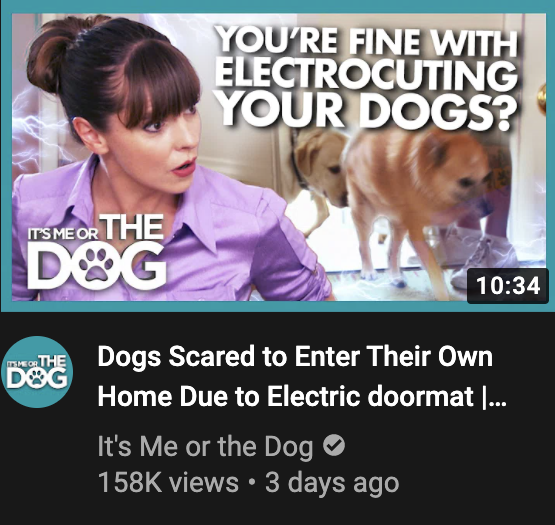 YOU'RE FINE WITH
ELECTROCUTING
YOUR DOGS?
IT'S ME OR THE
DOG
10:34
IT'S ME OR THE
DOG
Dogs Scared to Enter Their Own
Home Due to Electric doormat |...
It's Me or the Dog
158K views • 3 days ago